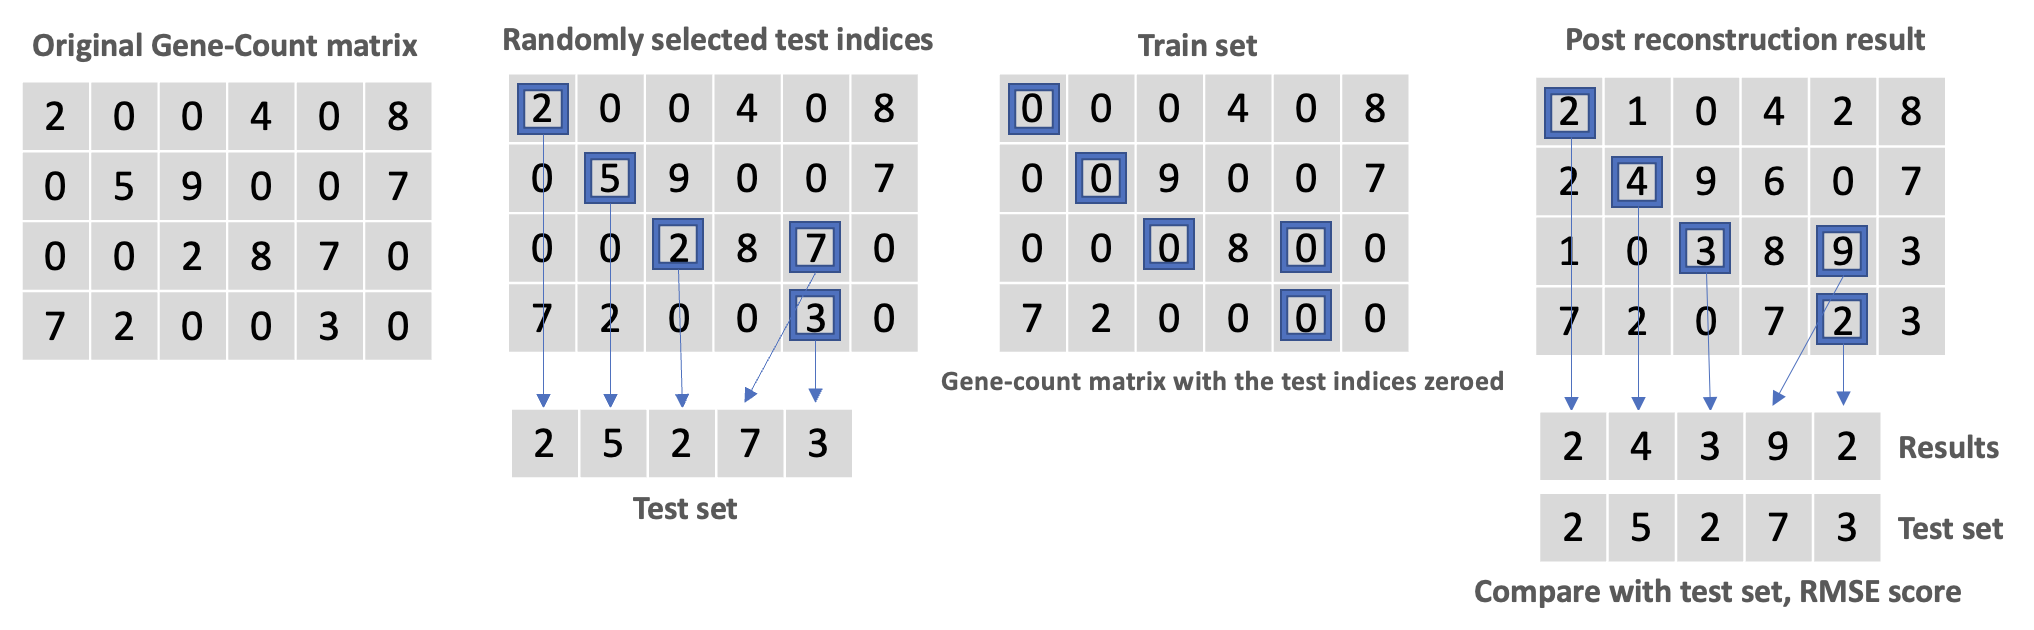 Original Gene-Count matrix
2 0 0 4 0 8
0 5 9 0 0 7
0 0 2 8 7 0
7 2 0 0 3 0
Randomly selected test indices
2 0 0 4 0 8
0 5 9 0 0 7
0 0 2 8 7 0
7 2 0 0 3 0
2 5 2 7 3
Test set
Train set
0 0 0 4 0 8
0 0 9 0 0 7
0 0 0 8 0 0
7 2 0 0 0 0
Gene-count matrix with the test indices zeroed
Post reconstruction result
2 1 0 4 2 8
2 4 9 6 0 7
1 0 3 8 9 3
7 2 0 7 2 3
2 4 3 9 2 Results
2 5 2 7 3 Test set
Compare with test set, RMSE score